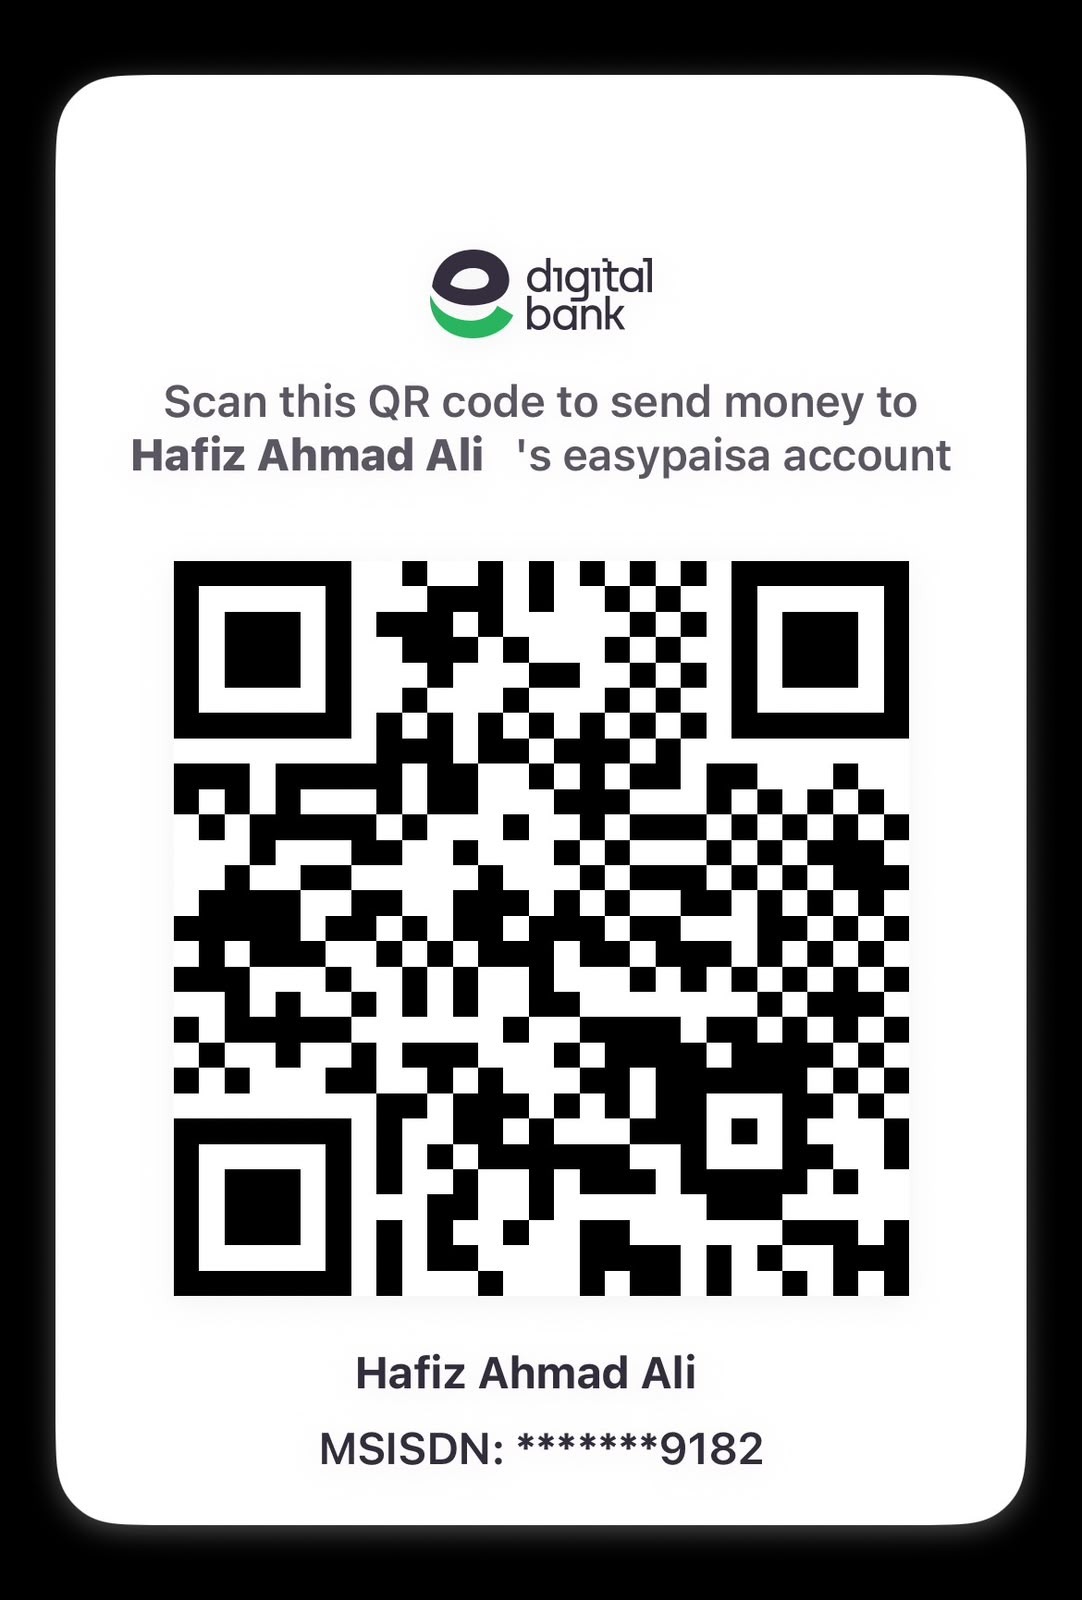 digital
bank
Scan this QR code to send money to
Hafiz Ahmad Ali 's easypaisa account
Hafiz Ahmad Ali
MSISDN: *******9182